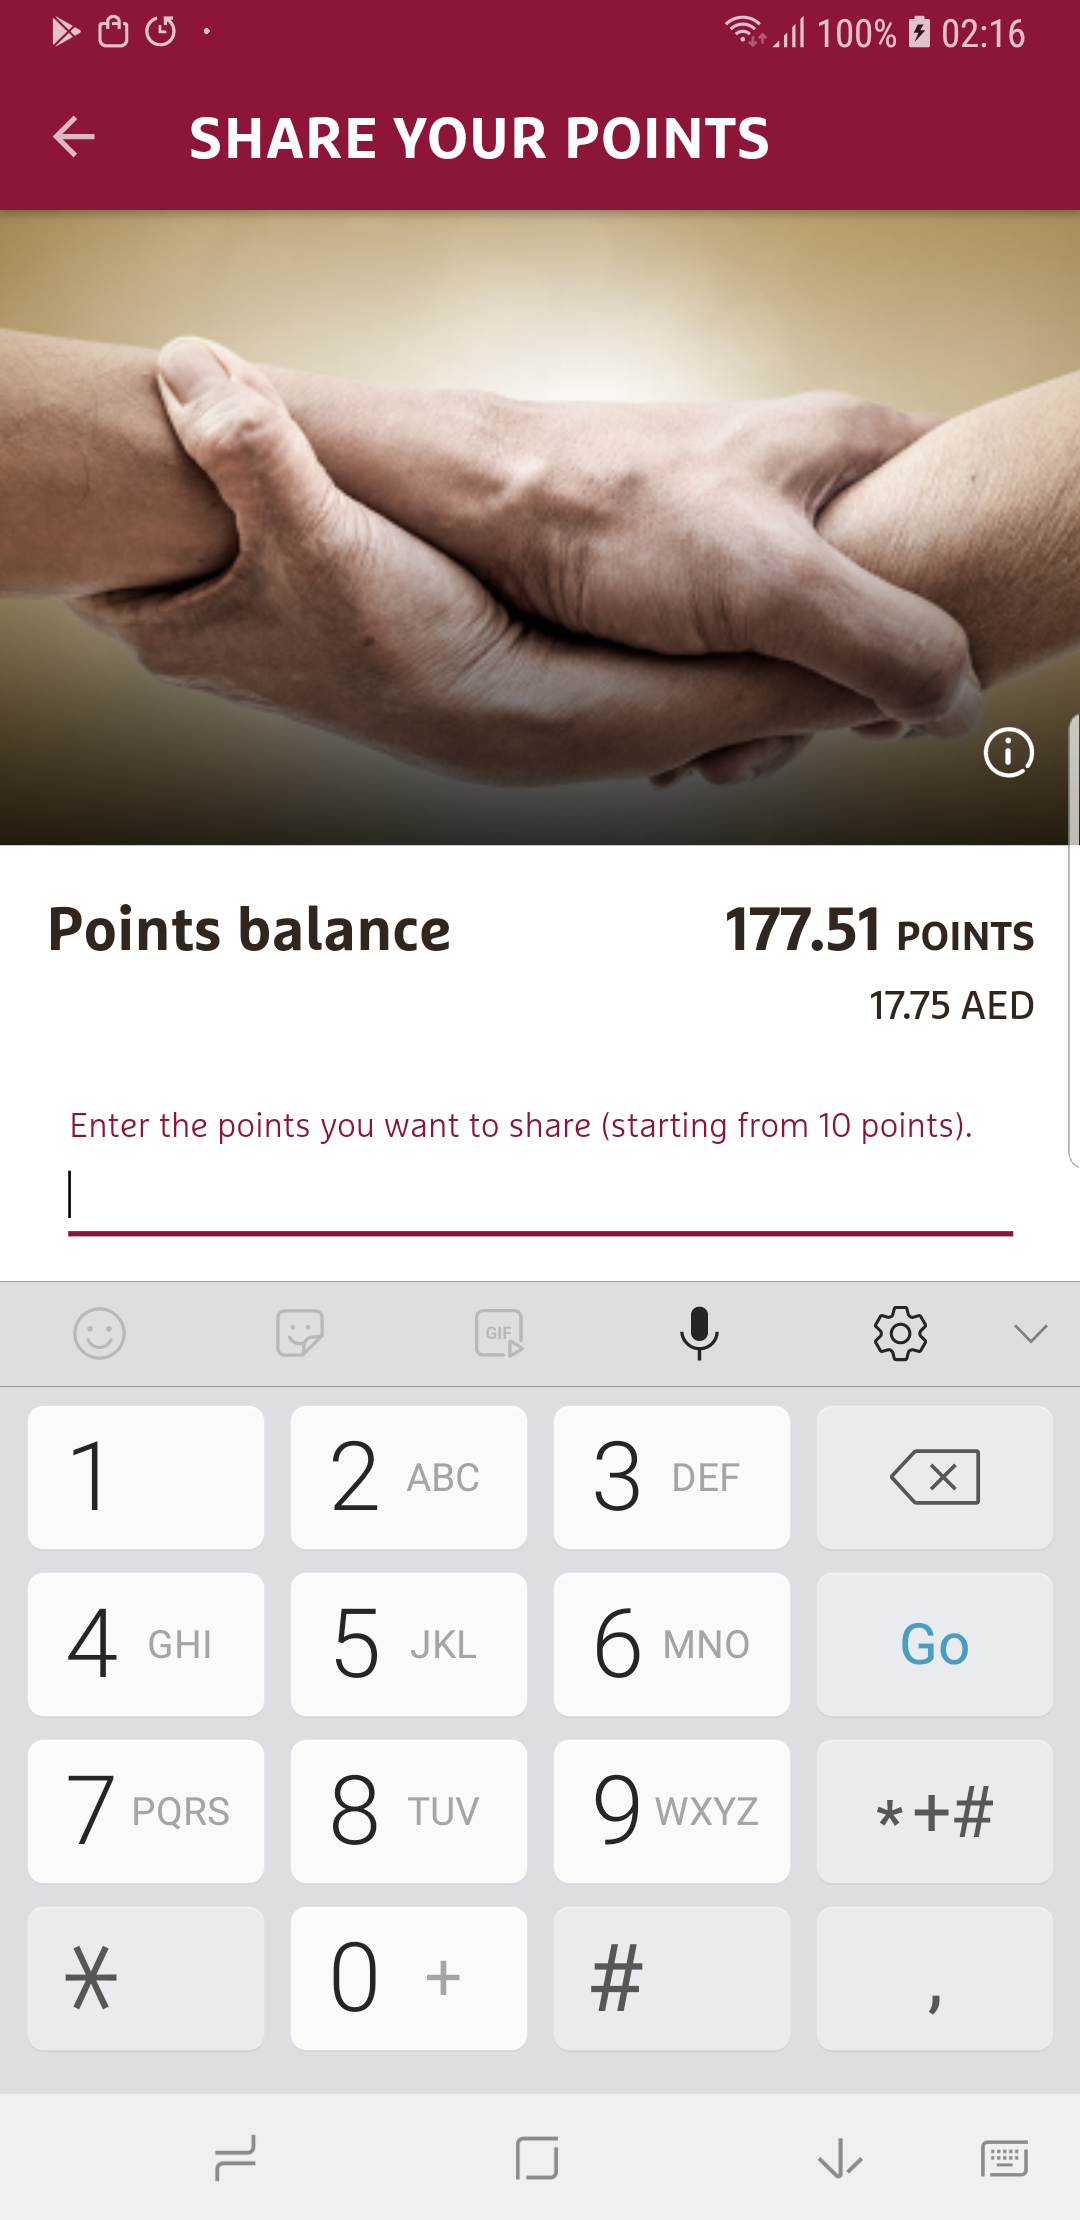 100% 02:16
SHARE YOUR POINTS
Points balance 177.51 POINTS
17.75 AED
Enter the points you want to share (starting from 10 points).
GIF
1 2 ABC 3 DEF
4 GHI 5 JKL 6 MNO Go
7 PQRS 8 TUV 9 WXYZ *+#
* 0 + # ,